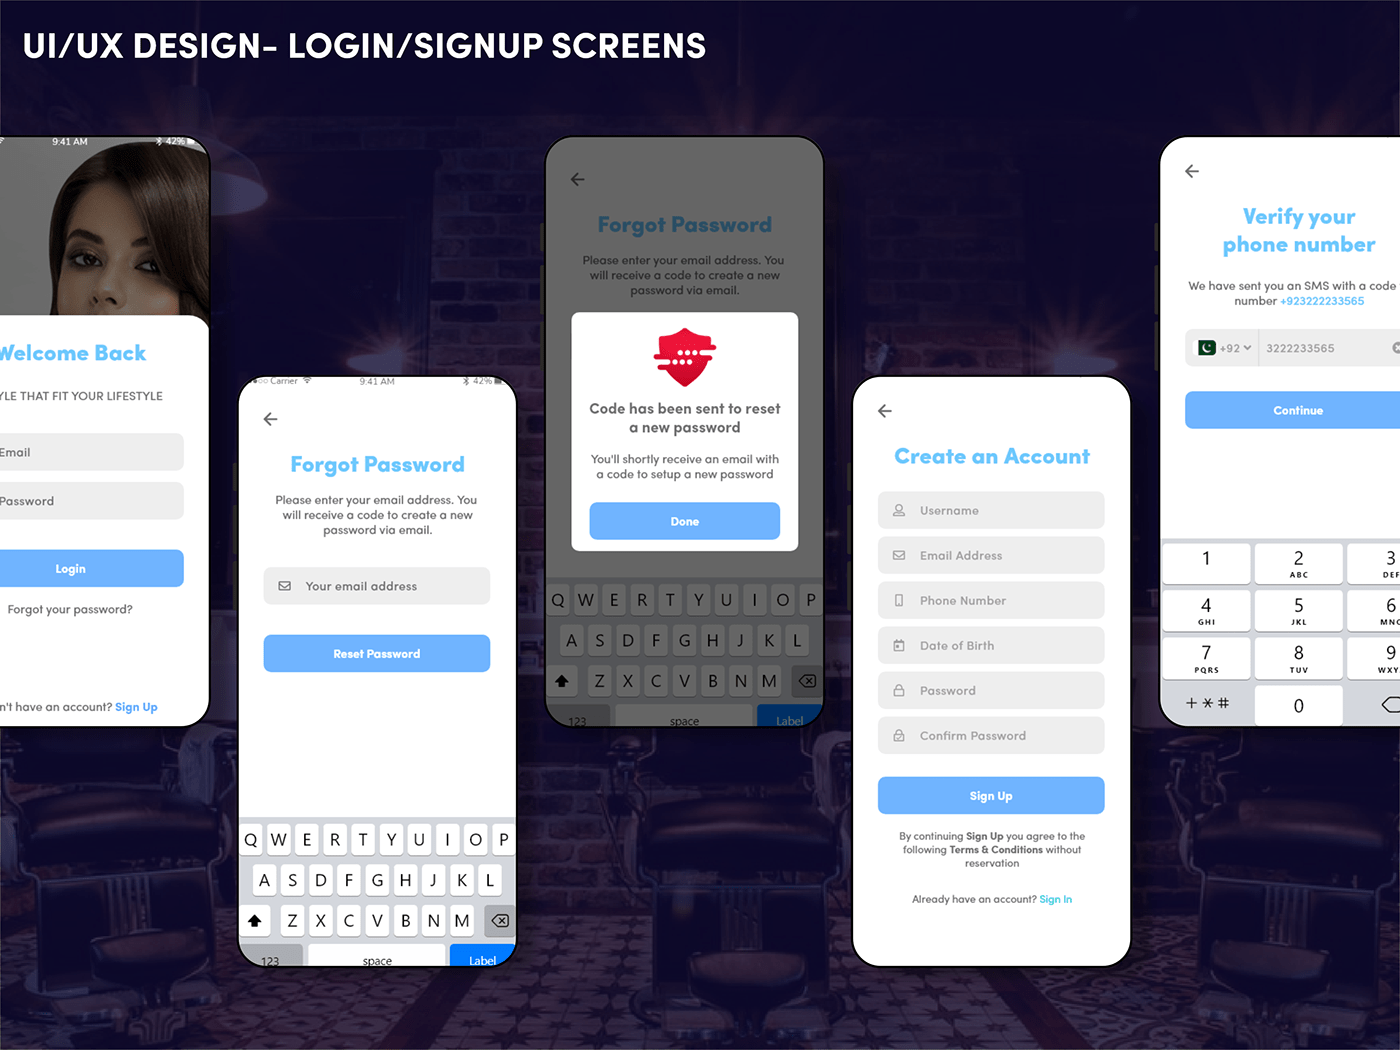 UI/UX DESIGN- LOGIN/SIGNUP SCREENS
9:41 AM
42%
Welcome Back
YLE THAT FIT YOUR LIFESTYLE
Email
Password
Login
Forgot your password?
n't have an account? Sign Up
Carrier
9:41 AM
42%
Forgot Password
Please enter your email address. You
will receive a code to create a new
password via email.
Your email address
Reset Password
Q W E R T Y U I O P
A S D F G H J K L
Z X C V B N M
123
space
Label
Forgot Password
Please enter your email address. You
will receive a code to create a new
password via email.
Code has been sent to reset
a new password
You'll shortly receive an email with
a code to setup a new password
Done
Q W E R T Y U I O P
A S D F G H J K L
Z X C V B N M
123
space
Label
Create an Account
Username
Email Address
Phone Number
Date of Birth
Password
Confirm Password
Sign Up
By continuing Sign Up you agree to the
following Terms & Conditions without
reservation
Already have an account? Sign In
Verify your
phone number
We have sent you an SMS with a code
number +923222233565
+92
3222233565
Continue
1 2 3
ABC DEF
4 5 6
GHI JKL MNO
7 8 9
PQRS TUV WXY
+ * #
0